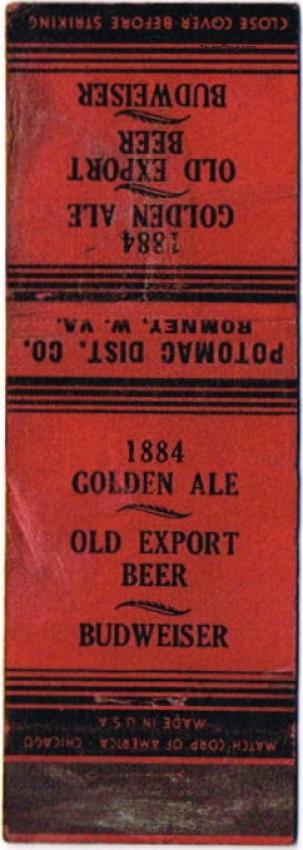 CLOSE COVER BEFORE STRIKING
1884
GOLDEN ALE
OLD EXPORT
BEER
BUDWEISER
POTOMAC DIST. CO.
ROMNEY, W. VA.
1884
GOLDEN ALE
OLD EXPORT
BEER
BUDWEISER
MATCH CORP OF AMERICA · CHICAGO
MADE IN U.S.A